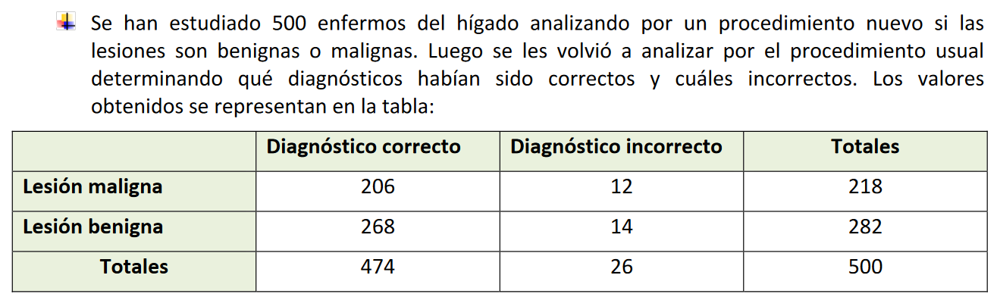 Se han estudiado 500 enfermos del hígado analizando por un procedimiento nuevo si las
lesiones son benignas o malignas. Luego se les volvió a analizar por el procedimiento usual
determinando qué diagnósticos habían sido correctos y cuáles incorrectos. Los valores
obtenidos se representan en la tabla:
Diagnóstico correcto Diagnóstico incorrecto Totales
Lesión maligna 206 12 218
Lesión benigna 268 14 282
Totales 474 26 500